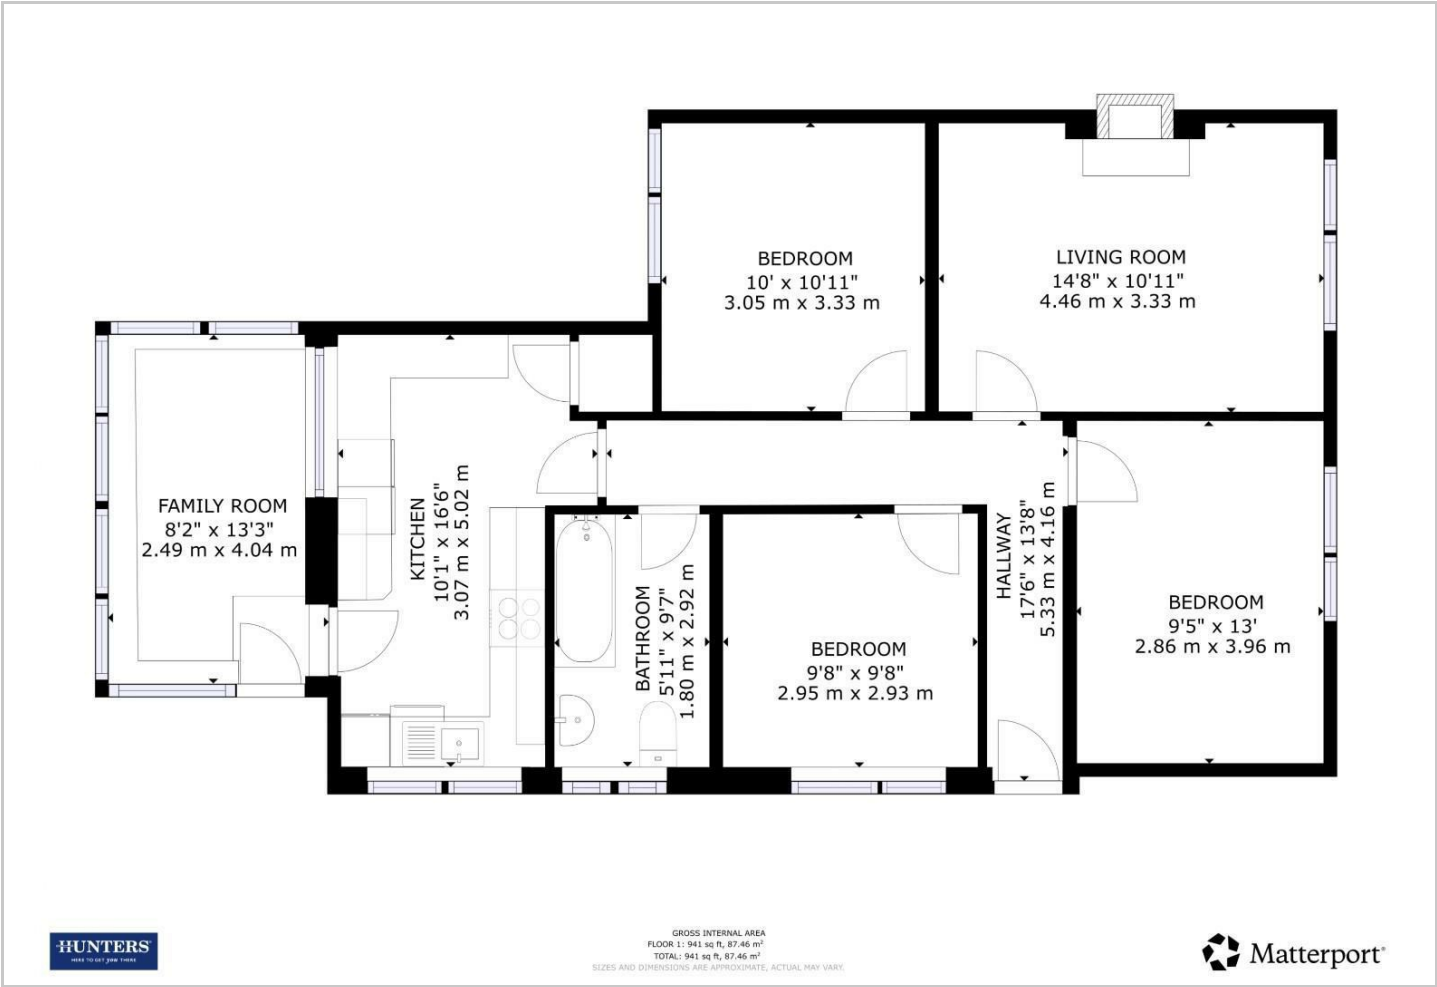 BEDROOM
10' x 10'11"
3.05 m x 3.33 m
LIVING ROOM
14'8" x 10'11"
4.46 m x 3.33 m
FAMILY ROOM
8'2" x 13'3"
2.49 m x 4.04 m
KITCHEN
10'1" x 16'6"
3.07 m x 5.02 m
BATHROOM
5'11" x 9'7"
1.80 m x 2.92 m
BEDROOM
9'8" x 9'8"
2.95 m x 2.93 m
HALLWAY
17'6" x 13'8"
5.33 m x 4.16 m
BEDROOM
9'5" x 13'
2.86 m x 3.96 m
HUNTERS
HERE TO GET you THERE
GROSS INTERNAL AREA
FLOOR 1: 941 sq ft, 87.46 m²
TOTAL: 941 sq ft, 87.46 m²
SIZES AND DIMENSIONS ARE APPROXIMATE, ACTUAL MAY VARY.
Matterport®